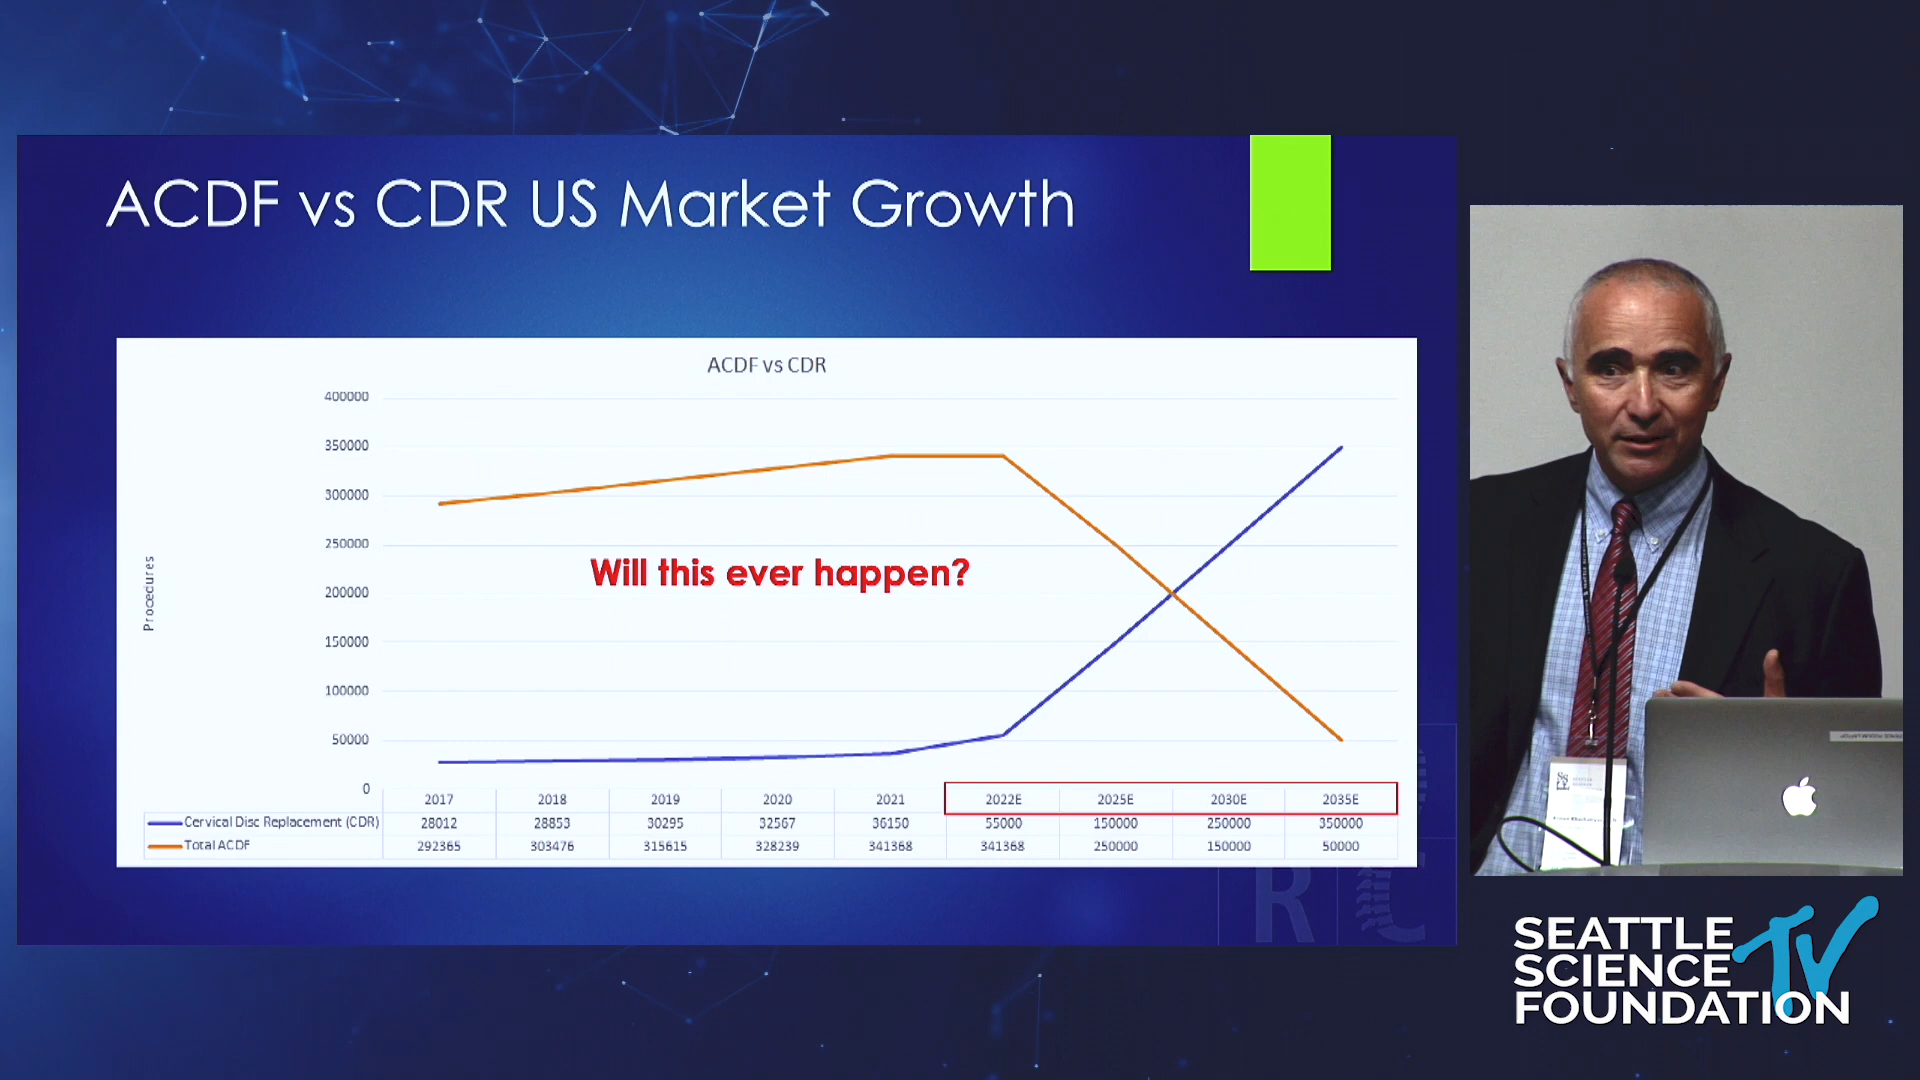 ACDF vs CDR US Market Growth
ACDF vs CDR
400000
350000
300000
250000
200000
150000
100000
50000
0
Procedures
Will this ever happen?
2017 2018 2019 2020 2021 2022E 2025E 2030E 2035E
Cervical Disc Replacement (CDR) 28012 28853 30295 32567 36150 55000 150000 250000 350000
Total ACDF 292365 303476 315615 328239 341368 341368 250000 150000 50000
R C
SEATTLE
SCIENCE
FOUNDATION
TV